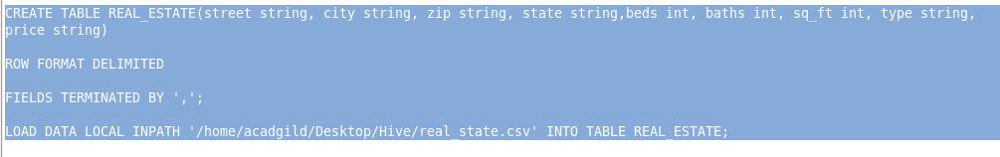 CREATE TABLE REAL_ESTATE(street string, city string, zip string, state string,beds int, baths int, sq_ft int, type string,
price string)
ROW FORMAT DELIMITED
FIELDS TERMINATED BY ',';
LOAD DATA LOCAL INPATH '/home/acadgild/Desktop/Hive/real_state.csv' INTO TABLE REAL_ESTATE;